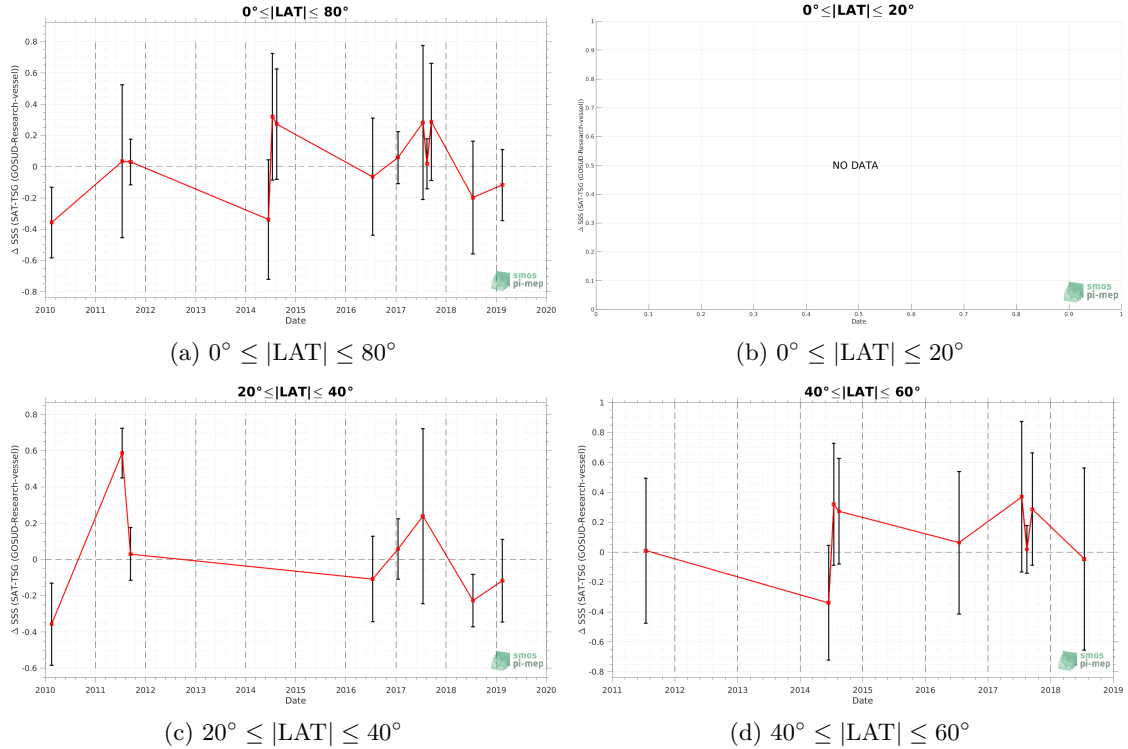 0°≤|LAT|≤ 80°
Δ SSS (SAT-TSG (GOSUD-Research-vessel))
0.8
0.6
0.4
0.2
0
-0.2
-0.4
-0.6
-0.8
2010 2011 2012 2013 2014 2015 2016 2017 2018 2019 2020
Date
smos
pi-mep
(a) 0° ≤ |LAT| ≤ 80°
0°≤|LAT|≤ 20°
Δ SSS (SAT-TSG (GOSUD-Research-vessel))
1
0.9
0.8
0.7
0.6
0.5
0.4
0.3
0.2
0.1
0
NO DATA
0 0.1 0.2 0.3 0.4 0.5 0.6 0.7 0.8 0.9 1
Date
smos
pi-mep
(b) 0° ≤ |LAT| ≤ 20°
20°≤|LAT|≤ 40°
Δ SSS (SAT-TSG (GOSUD-Research-vessel))
0.8
0.6
0.4
0.2
0
-0.2
-0.4
-0.6
2010 2011 2012 2013 2014 2015 2016 2017 2018 2019 2020
Date
smos
pi-mep
(c) 20° ≤ |LAT| ≤ 40°
40°≤|LAT|≤ 60°
Δ SSS (SAT-TSG (GOSUD-Research-vessel))
1
0.8
0.6
0.4
0.2
0
-0.2
-0.4
-0.6
-0.8
2011 2012 2013 2014 2015 2016 2017 2018 2019
Date
smos
pi-mep
(d) 40° ≤ |LAT| ≤ 60°